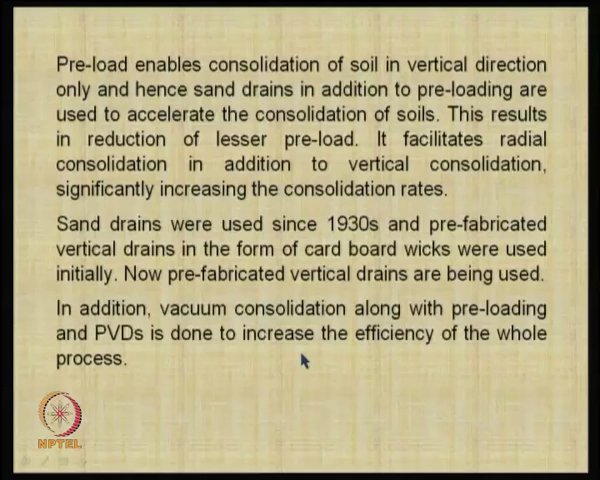 Pre-load enables consolidation of soil in vertical direction
only and hence sand drains in addition to pre-loading are
used to accelerate the consolidation of soils. This results
in reduction of lesser pre-load. It facilitates radial
consolidation in addition to vertical consolidation,
significantly increasing the consolidation rates.
Sand drains were used since 1930s and pre-fabricated
vertical drains in the form of card board wicks were used
initially. Now pre-fabricated vertical drains are being used.
In addition, vacuum consolidation along with pre-loading
and PVDs is done to increase the efficiency of the whole
process.
NPTEL